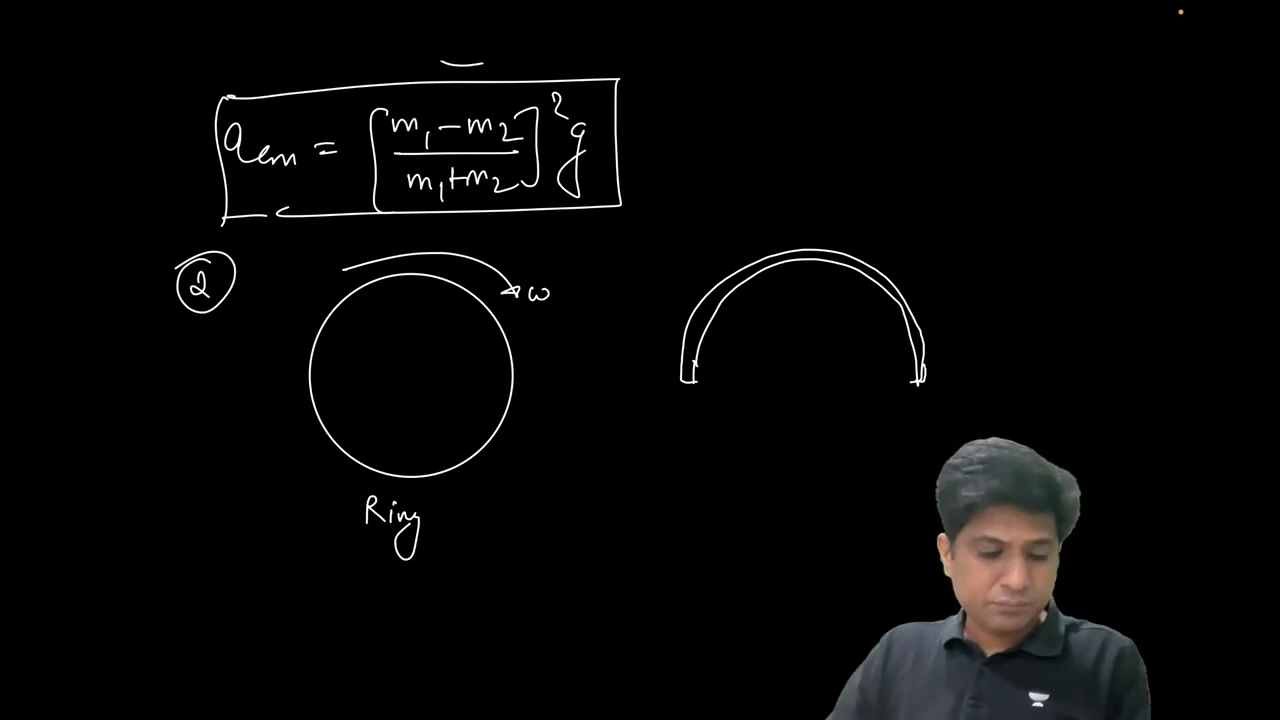 a_cm = [(m₁ - m₂)/(m₁ + m₂)]² g
②
ω
Ring